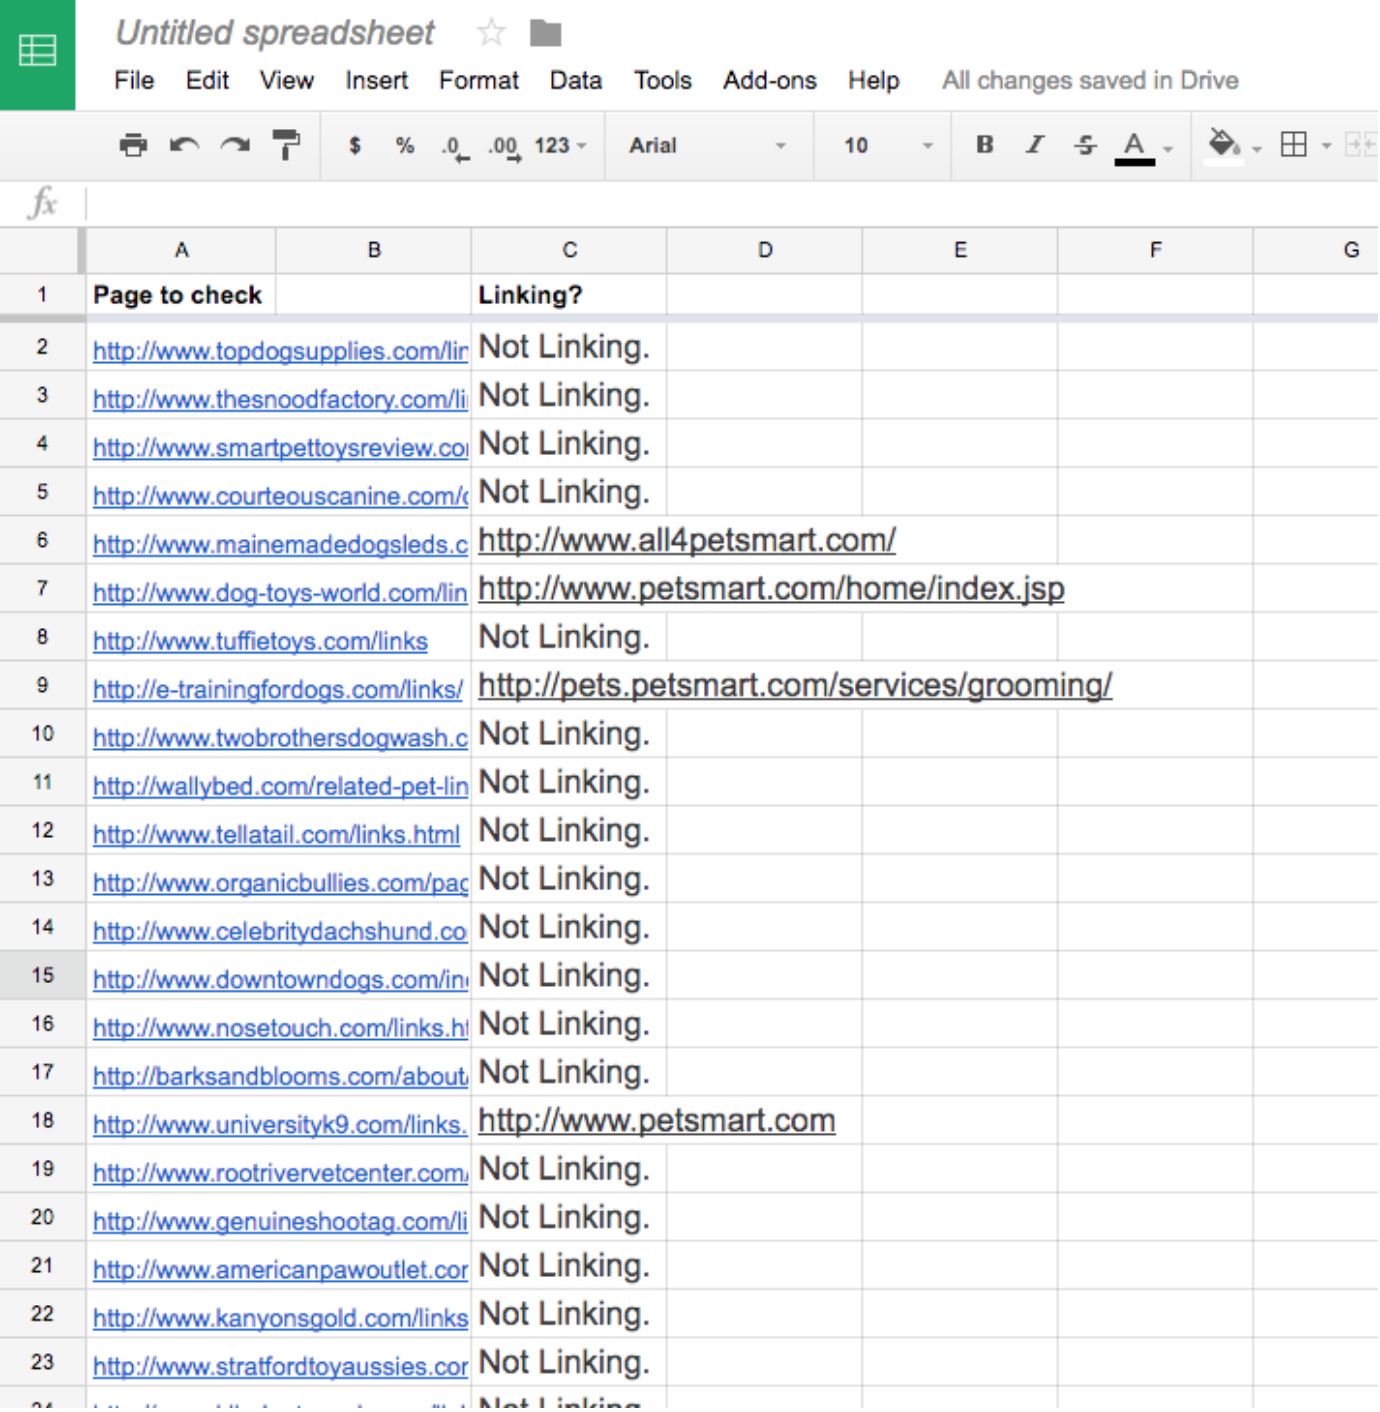 Untitled spreadsheet
File Edit View Insert Format Data Tools Add-ons Help All changes saved in Drive
$ % .0 .00 123 Arial 10 B I S A
fx
A B C D E F G
1 Page to check Linking?
2 http://www.topdogsupplies.com/lin Not Linking.
3 http://www.thesnoodfactory.com/li Not Linking.
4 http://www.smartpettoysreview.co Not Linking.
5 http://www.courteouscanine.com/ Not Linking.
6 http://www.mainemadedogsleds.c http://www.all4petsmart.com/
7 http://www.dog-toys-world.com/lin http://www.petsmart.com/home/index.jsp
8 http://www.tuffietoys.com/links Not Linking.
9 http://e-trainingfordogs.com/links/ http://pets.petsmart.com/services/grooming/
10 http://www.twobrothersdogwash.c Not Linking.
11 http://wallybed.com/related-pet-lin Not Linking.
12 http://www.tellatail.com/links.html Not Linking.
13 http://www.organicbullies.com/pag Not Linking.
14 http://www.celebritydachshund.co Not Linking.
15 http://www.downtowndogs.com/in Not Linking.
16 http://www.nosetouch.com/links.h Not Linking.
17 http://barksandblooms.com/about/ Not Linking.
18 http://www.universityk9.com/links. http://www.petsmart.com
19 http://www.rootrivervetcenter.com/ Not Linking.
20 http://www.genuineshootag.com/li Not Linking.
21 http://www.americanpawoutlet.cor Not Linking.
22 http://www.kanyonsgold.com/links Not Linking.
23 http://www.stratfordtoyaussies.cor Not Linking.
24 Not Linking.